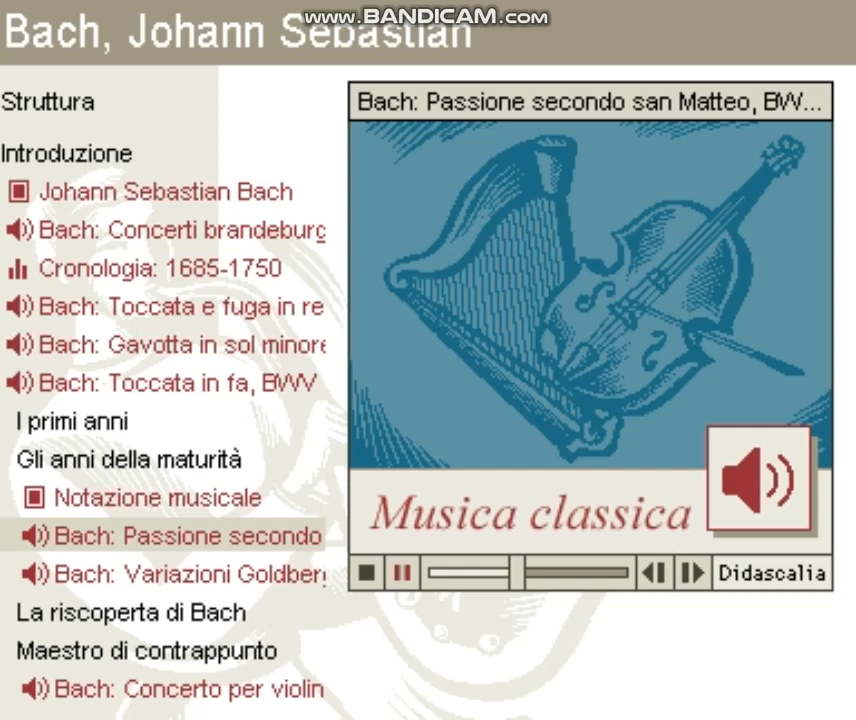 www.BANDICAM.com
Bach, Johann Sebastian
Struttura
Introduzione
Johann Sebastian Bach
Bach: Concerti brandeburg
Cronologia: 1685-1750
Bach: Toccata e fuga in re
Bach: Gavotta in sol minore
Bach: Toccata in fa, BWV
I primi anni
Gli anni della maturità
Notazione musicale
Bach: Passione secondo
Bach: Variazioni Goldberg
La riscoperta di Bach
Maestro di contrappunto
Bach: Concerto per violin
Bach: Passione secondo san Matteo, BW...
Musica classica
Didascalia